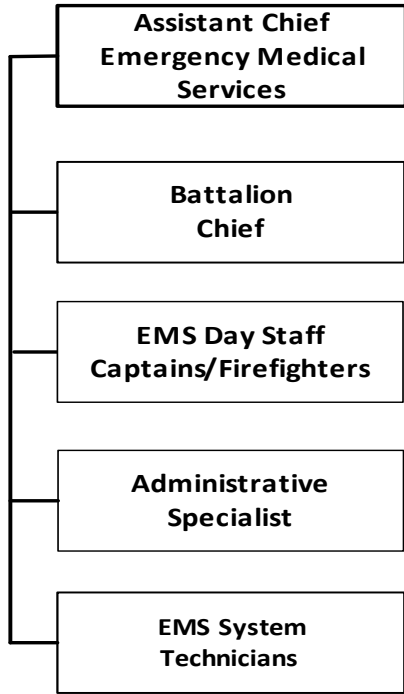 Assistant Chief
Emergency Medical
Services
Battalion
Chief
EMS Day Staff
Captains/Firefighters
Administrative
Specialist
EMS System
Technicians